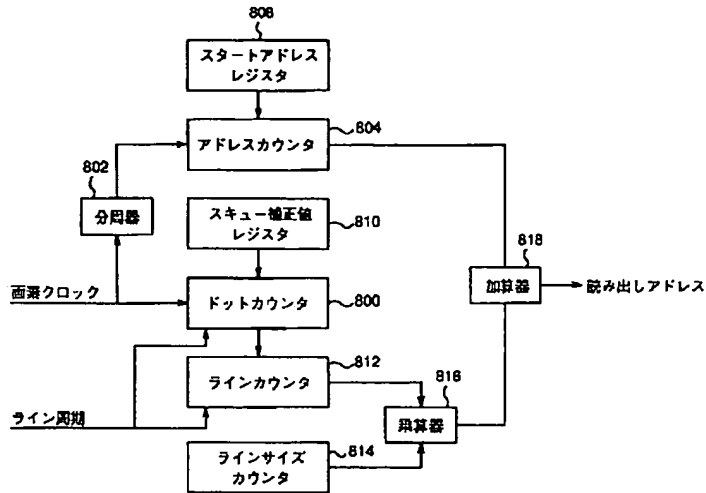 808
スタートアドレス
レジスタ
804
アドレスカウンタ
802
分周器
スキュー補正値
レジスタ
810
818
画素クロック
ドットカウンタ
800
加算器
読み出しアドレス
812
ラインカウンタ
816
ライン周期
乗算器
ラインサイズ
カウンタ
814